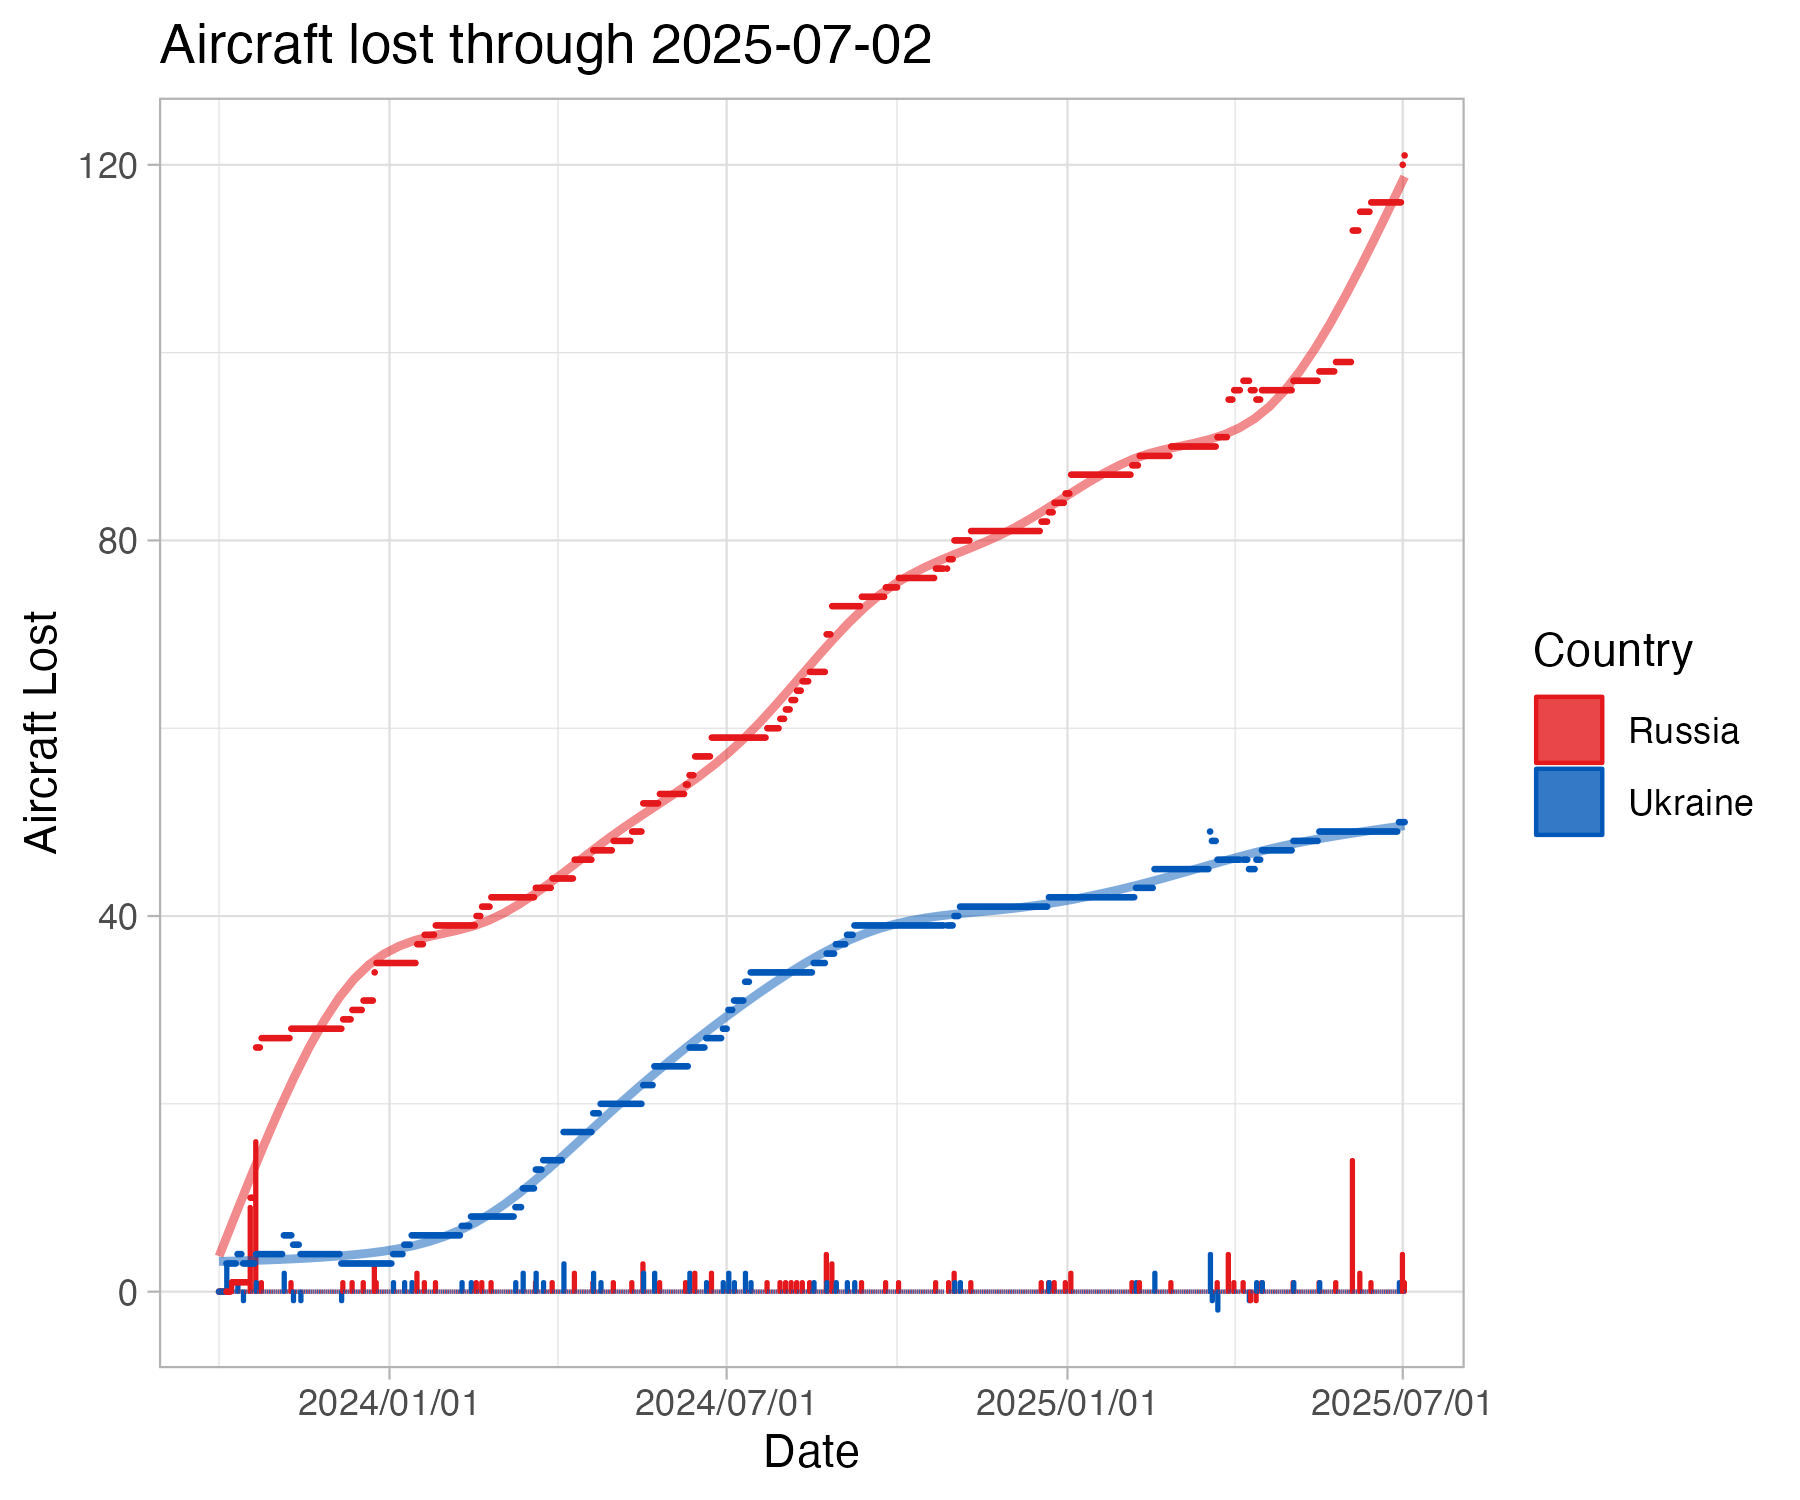 Aircraft lost through 2025-07-02
120
80
40
0
Aircraft Lost
2024/01/01
2024/07/01
2025/01/01
2025/07/01
Date
Country
Russia
Ukraine